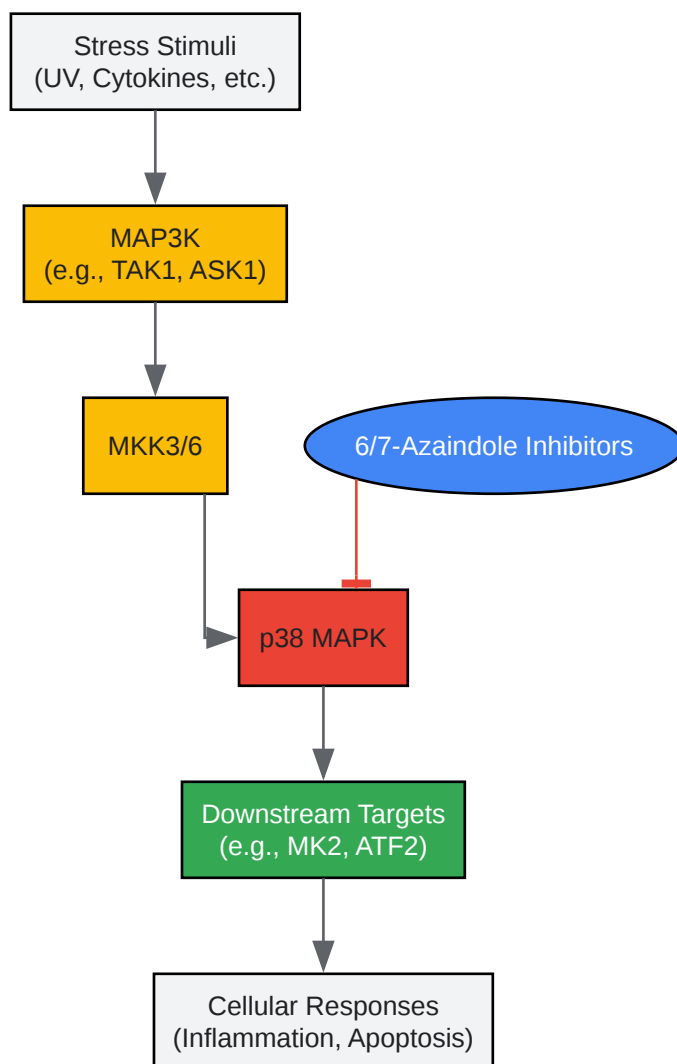 Stress Stimuli
(UV, Cytokines, etc.)
MAP3K
(e.g., TAK1, ASK1)
MKK3/6
6/7-Azaindole Inhibitors
p38 MAPK
Downstream Targets
(e.g., MK2, ATF2)
Cellular Responses
(Inflammation, Apoptosis)